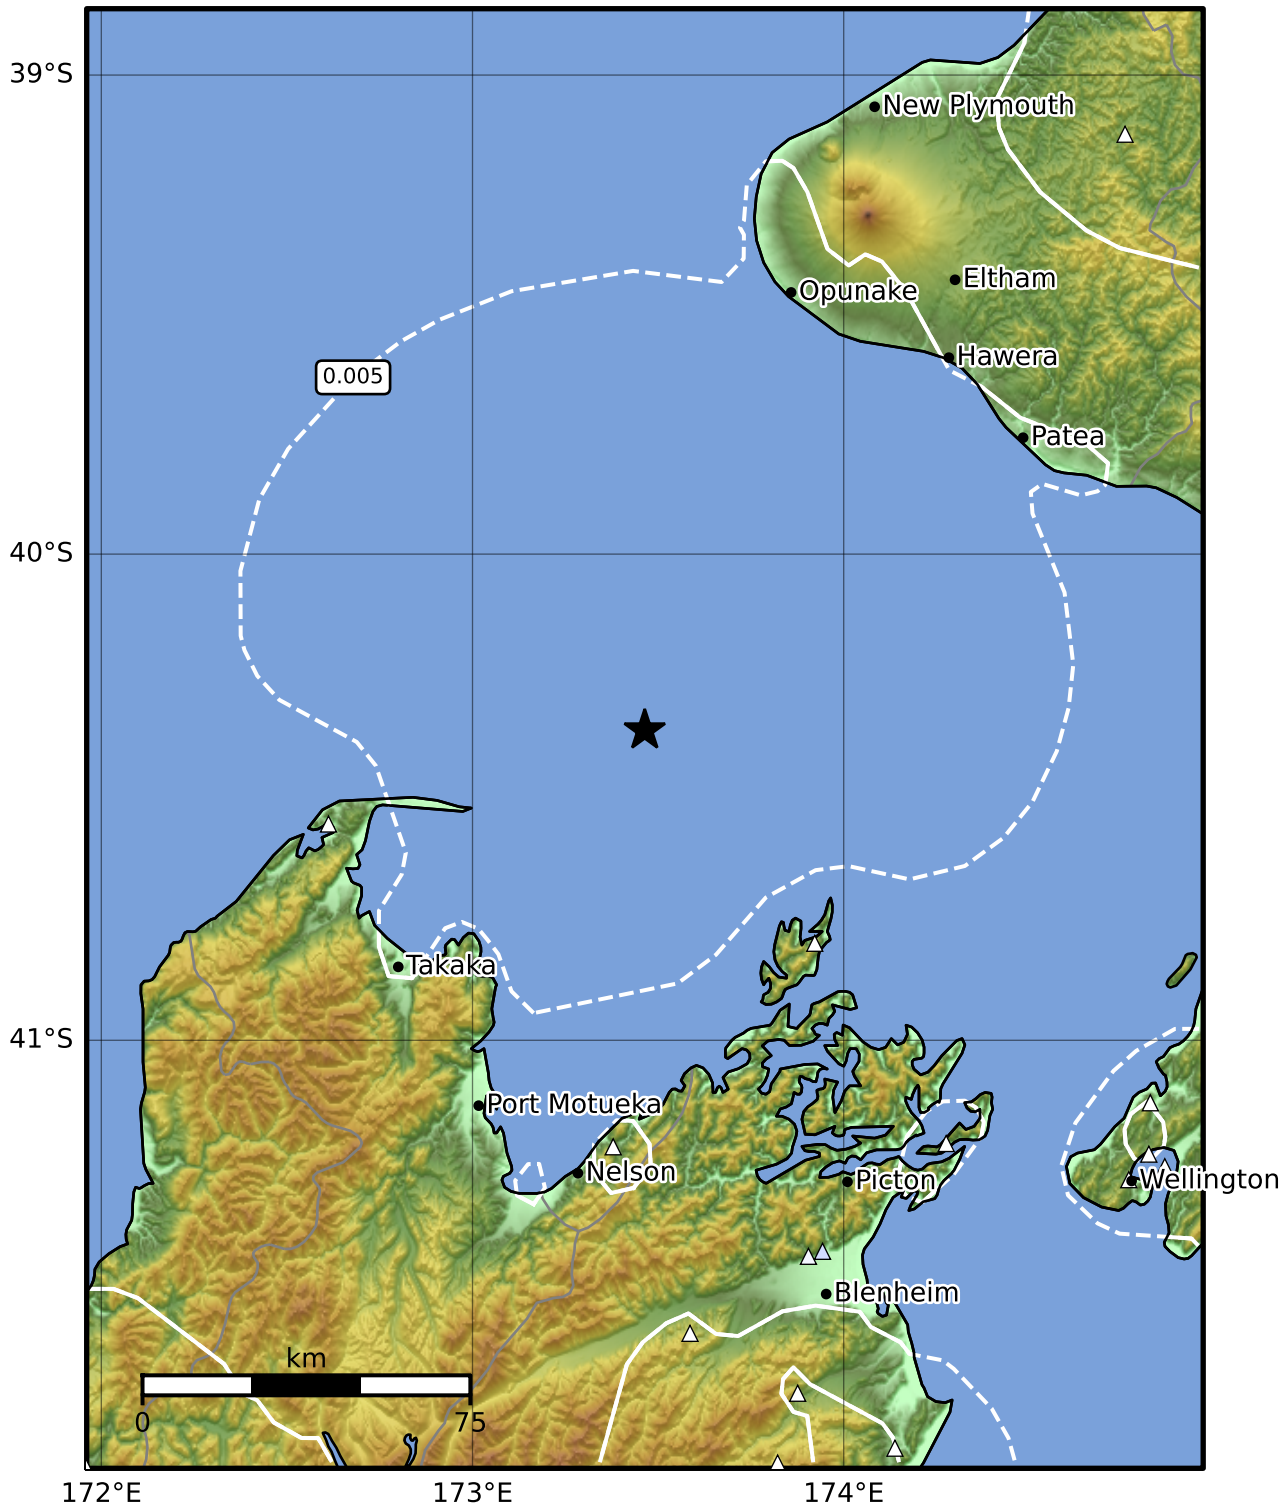 39°S
New Plymouth
Eltham
Opunake
Hawera
0.005
Patea
40°S
Takaka
41°S
Port Motueka
Nelson
Picton
Wellington
Blenheim
km
0
75
172°E
173°E
174°E